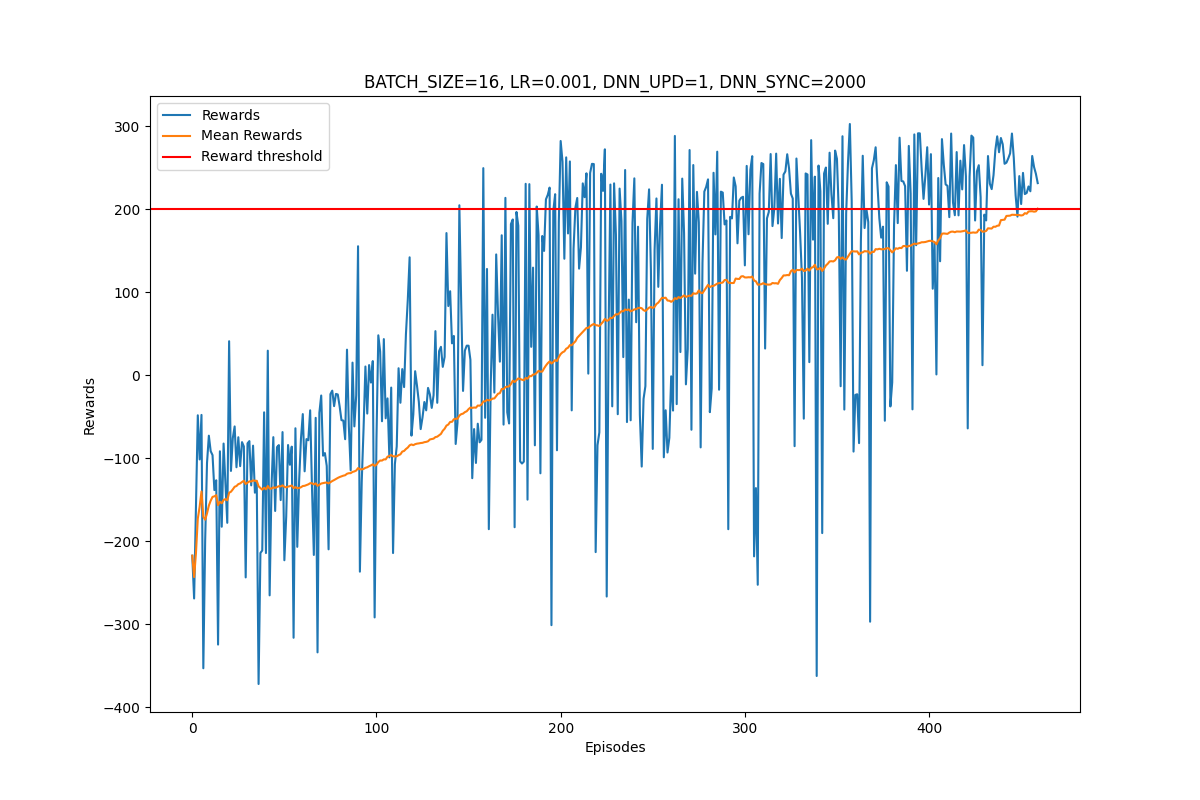 BATCH_SIZE=16, LR=0.001, DNN_UPD=1, DNN_SYNC=2000
Rewards
Mean Rewards
Reward threshold
300
200
100
0
−100
−200
−300
−400
Rewards
0
100
200
300
400
Episodes